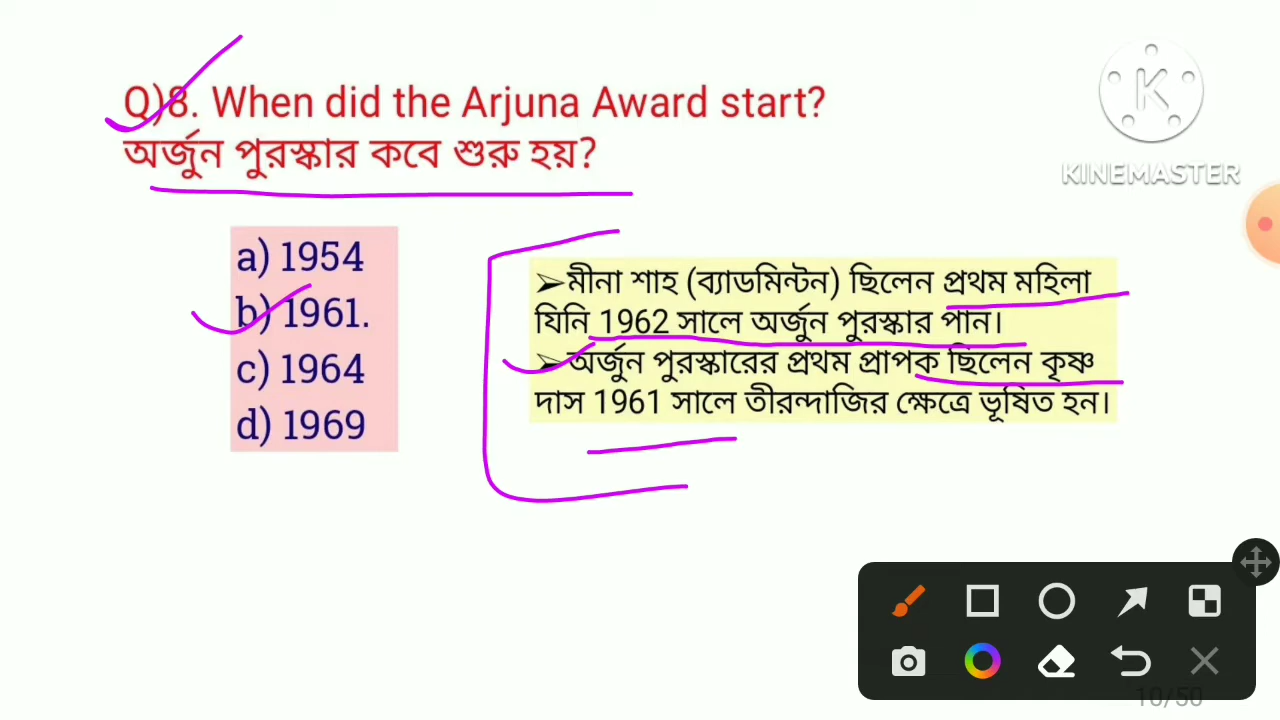 Q)8. When did the Arjuna Award start?
অর্জুন পুরস্কার কবে শুরু হয়?
a) 1954
b) 1961.
c) 1964
d) 1969
➢মীনা শাহ (ব্যাডমিন্টন) ছিলেন প্রথম মহিলা
যিনি 1962 সালে অর্জুন পুরস্কার পান।
➢অর্জুন পুরস্কারের প্রথম প্রাপক ছিলেন কৃষ্ণ
দাস 1961 সালে তীরন্দাজির ক্ষেত্রে ভূষিত হন।
K
KINEMASTER
10/50